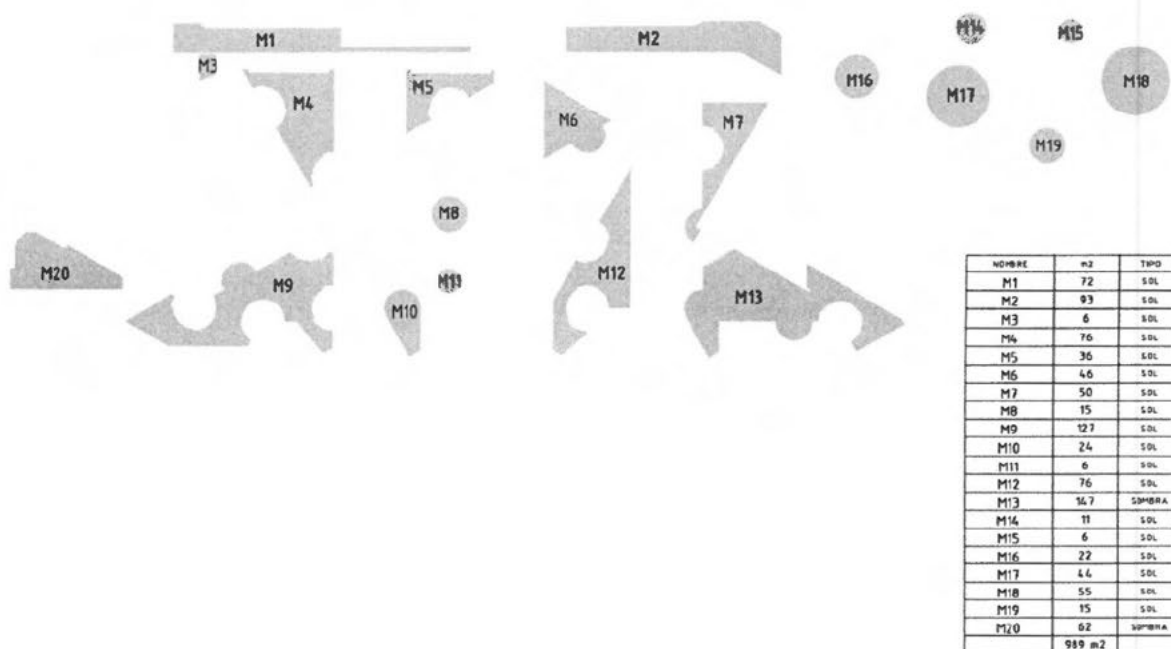 M1
M2
M14
M15
M3
M4
M5
M16
M17
M18
M6
M7
M19
M8
M20
M9
M11
M10
M12
M13
NOMBRE m2 TIPO
M1 72 SOL
M2 93 SOL
M3 6 SOL
M4 76 SOL
M5 36 SOL
M6 46 SOL
M7 50 SOL
M8 15 SOL
M9 127 SOL
M10 24 SOL
M11 6 SOL
M12 76 SOL
M13 147 SOMBRA
M14 11 SOL
M15 6 SOL
M16 22 SOL
M17 44 SOL
M18 55 SOL
M19 15 SOL
M20 62 SOMBRA
989 m2